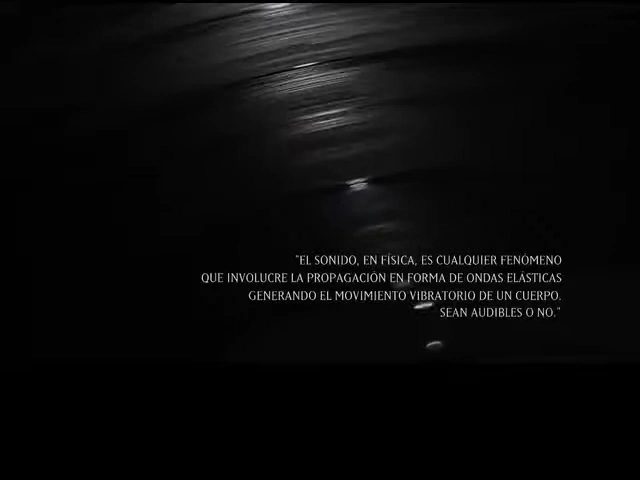 "EL SONIDO, EN FÍSICA, ES CUALQUIER FENÓMENO
QUE INVOLUCRE LA PROPAGACIÓN EN FORMA DE ONDAS ELÁSTICAS
GENERANDO EL MOVIMIENTO VIBRATORIO DE UN CUERPO.
SEAN AUDIBLES O NO."